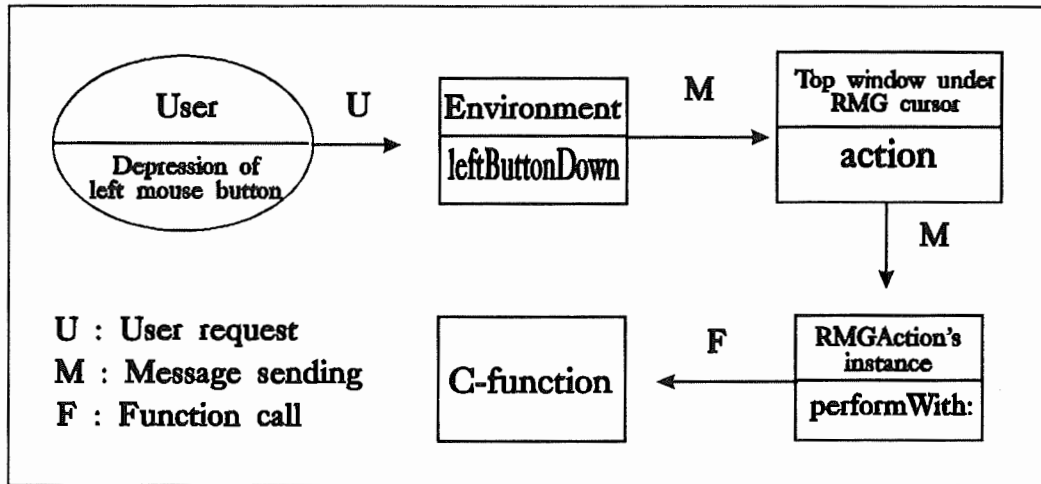 User
Depression of
left mouse button
U
Environment
leftButtonDown
M
Top window under
RMG cursor
action
M
RMGAction's
instance
performWith:
F
C-function
U : User request
M : Message sending
F : Function call